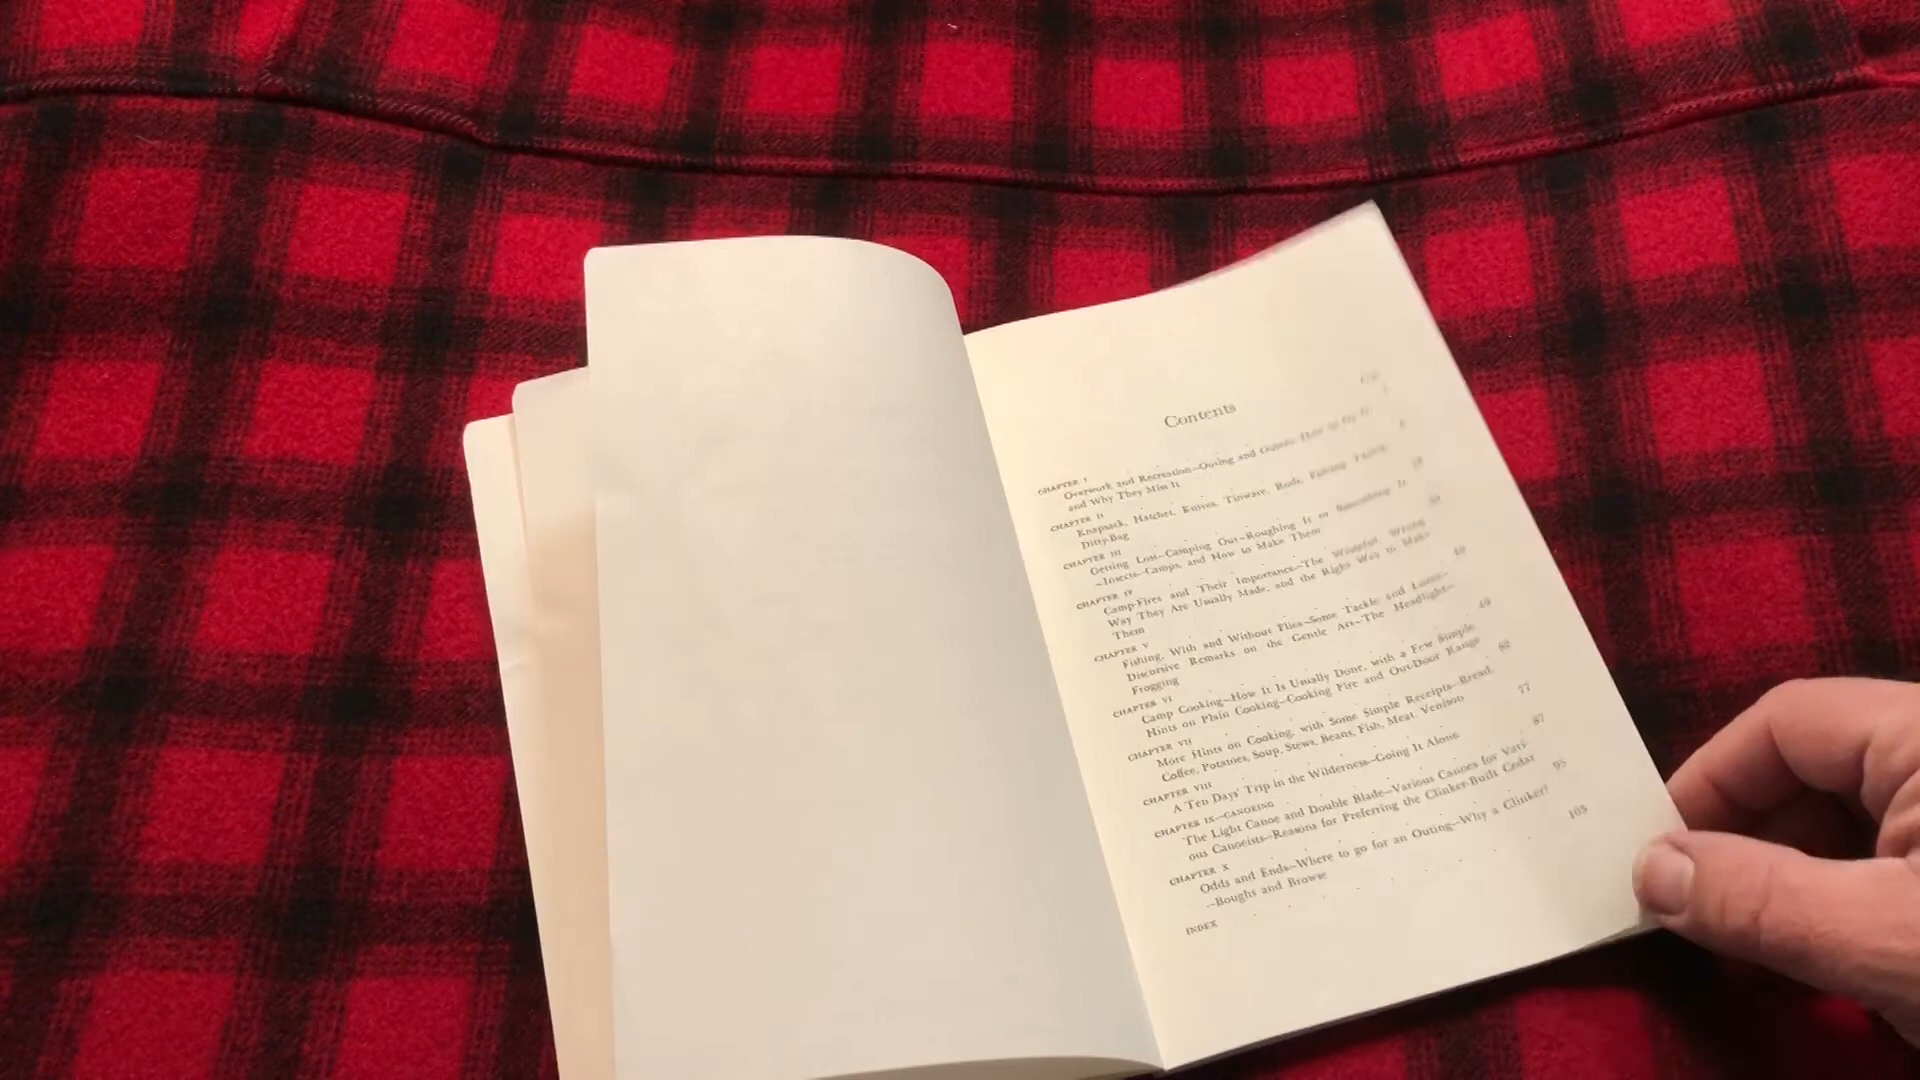 Contents
CHAPTER I
Overwork and Recreation—Outing and Outers: How to Do It,
and Why They Miss It
CHAPTER II
Knapsack, Hatchet, Knives, Tinware, Rods, Fishing Tackle,
Ditty-Bag
CHAPTER III
Getting Lost—Camping Out—Roughing It or Smoothing It
—Insects—Camps, and How to Make Them
CHAPTER IV
Camp-Fires and Their Importance—The Wasteful, Wrong
Way They Are Usually Made, and the Right Way to Make
Them
CHAPTER V
Fishing, With and Without Flies—Some Tackle and Lures—
Discursive Remarks on the Gentle Art—The Headlight—
Frogging 49
CHAPTER VI
Camp Cooking—How It Is Usually Done, with a Few Simple
Hints on Plain Cooking—Cooking Fire and Out-Door Range 62
CHAPTER VII
More Hints on Cooking, with Some Simple Receipts—Bread,
Coffee, Potatoes, Soup, Stews, Beans, Fish, Meat, Venison 77
CHAPTER VIII
A Ten Days' Trip in the Wilderness—Going It Alone 87
CHAPTER IX—CANOEING
The Light Canoe and Double Blade—Various Canoes for Vari-
ous Canoeists—Reasons for Preferring the Clinker-Built Cedar 95
CHAPTER X
Odds and Ends—Where to go for an Outing—Why a Clinker?
—Boughs and Browse 105
INDEX